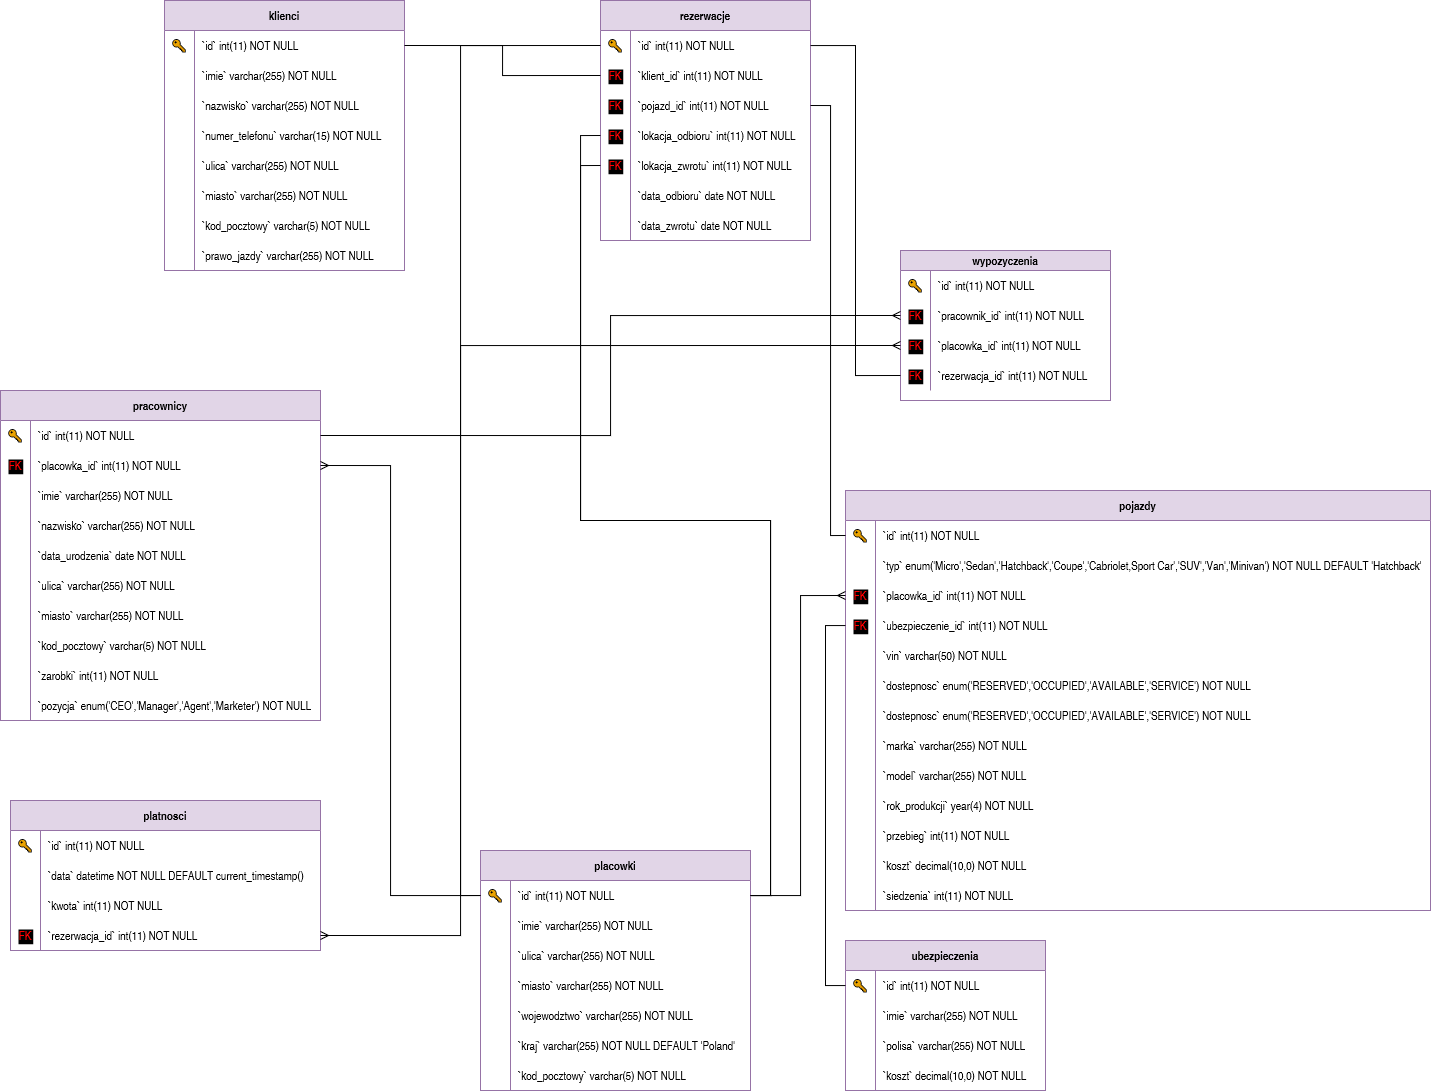 klienci
`id` int(11) NOT NULL
`imie` varchar(255) NOT NULL
`nazwisko` varchar(255) NOT NULL
`numer_telefonu` varchar(15) NOT NULL
`ulica` varchar(255) NOT NULL
`miasto` varchar(255) NOT NULL
`kod_pocztowy` varchar(5) NOT NULL
`prawo_jazdy` varchar(255) NOT NULL
rezerwacje
`id` int(11) NOT NULL
FK `klient_id` int(11) NOT NULL
FK `pojazd_id` int(11) NOT NULL
FK `lokacja_odbioru` int(11) NOT NULL
FK `lokacja_zwrotu` int(11) NOT NULL
`data_odbioru` date NOT NULL
`data_zwrotu` date NOT NULL
wypozyczenia
`id` int(11) NOT NULL
FK `pracownik_id` int(11) NOT NULL
FK `placowka_id` int(11) NOT NULL
FK `rezerwacja_id` int(11) NOT NULL
pracownicy
`id` int(11) NOT NULL
FK `placowka_id` int(11) NOT NULL
`imie` varchar(255) NOT NULL
`nazwisko` varchar(255) NOT NULL
`data_urodzenia` date NOT NULL
`ulica` varchar(255) NOT NULL
`miasto` varchar(255) NOT NULL
`kod_pocztowy` varchar(5) NOT NULL
`zarobki` int(11) NOT NULL
`pozycja` enum('CEO','Manager','Agent','Marketer') NOT NULL
pojazdy
`id` int(11) NOT NULL
`typ` enum('Micro','Sedan','Hatchback','Coupe','Cabriolet,Sport Car','SUV','Van','Minivan') NOT NULL DEFAULT 'Hatchback'
FK `placowka_id` int(11) NOT NULL
FK `ubezpieczenie_id` int(11) NOT NULL
`vin` varchar(50) NOT NULL
`dostepnosc` enum('RESERVED','OCCUPIED','AVAILABLE','SERVICE') NOT NULL
`dostepnosc` enum('RESERVED','OCCUPIED','AVAILABLE','SERVICE') NOT NULL
`marka` varchar(255) NOT NULL
`model` varchar(255) NOT NULL
`rok_produkcji` year(4) NOT NULL
`przebieg` int(11) NOT NULL
`koszt` decimal(10,0) NOT NULL
`siedzenia` int(11) NOT NULL
platnosci
`id` int(11) NOT NULL
`data` datetime NOT NULL DEFAULT current_timestamp()
`kwota` int(11) NOT NULL
FK `rezerwacja_id` int(11) NOT NULL
placowki
`id` int(11) NOT NULL
`imie` varchar(255) NOT NULL
`ulica` varchar(255) NOT NULL
`miasto` varchar(255) NOT NULL
`wojewodztwo` varchar(255) NOT NULL
`kraj` varchar(255) NOT NULL DEFAULT 'Poland'
`kod_pocztowy` varchar(5) NOT NULL
ubezpieczenia
`id` int(11) NOT NULL
`imie` varchar(255) NOT NULL
`polisa` varchar(255) NOT NULL
`koszt` decimal(10,0) NOT NULL